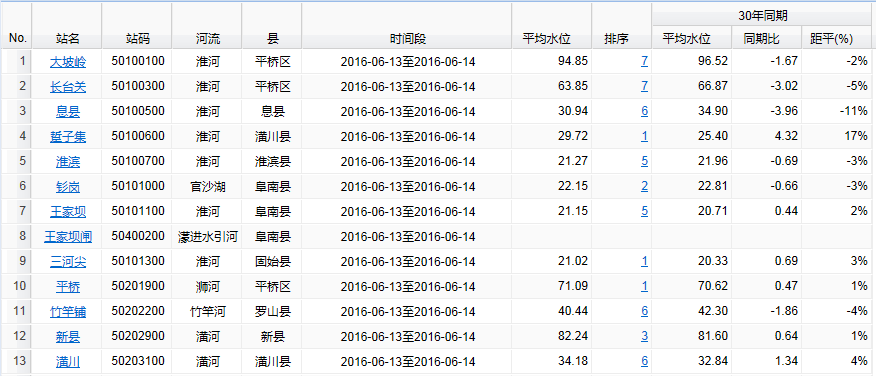 30年同期
No. 站名 站码 河流 县 时间段 平均水位 排序 平均水位 同期比 距平(%)
1 大坡岭 50100100 淮河 平桥区 2016-06-13至2016-06-14 94.85 7 96.52 -1.67 -2%
2 长台关 50100300 淮河 平桥区 2016-06-13至2016-06-14 63.85 7 66.87 -3.02 -5%
3 息县 50100500 淮河 息县 2016-06-13至2016-06-14 30.94 6 34.90 -3.96 -11%
4 踅子集 50100600 淮河 潢川县 2016-06-13至2016-06-14 29.72 1 25.40 4.32 17%
5 淮滨 50100700 淮河 淮滨县 2016-06-13至2016-06-14 21.27 5 21.96 -0.69 -3%
6 钐岗 50101000 官沙湖 阜南县 2016-06-13至2016-06-14 22.15 2 22.81 -0.66 -3%
7 王家坝 50101100 淮河 阜南县 2016-06-13至2016-06-14 21.15 5 20.71 0.44 2%
8 王家坝闸 50400200 濛进水引河 阜南县 2016-06-13至2016-06-14
9 三河尖 50101300 淮河 固始县 2016-06-13至2016-06-14 21.02 1 20.33 0.69 3%
10 平桥 50201900 浉河 平桥区 2016-06-13至2016-06-14 71.09 1 70.62 0.47 1%
11 竹竿铺 50202200 竹竿河 罗山县 2016-06-13至2016-06-14 40.44 6 42.30 -1.86 -4%
12 新县 50202900 潢河 新县 2016-06-13至2016-06-14 82.24 3 81.60 0.64 1%
13 潢川 50203100 潢河 潢川县 2016-06-13至2016-06-14 34.18 6 32.84 1.34 4%